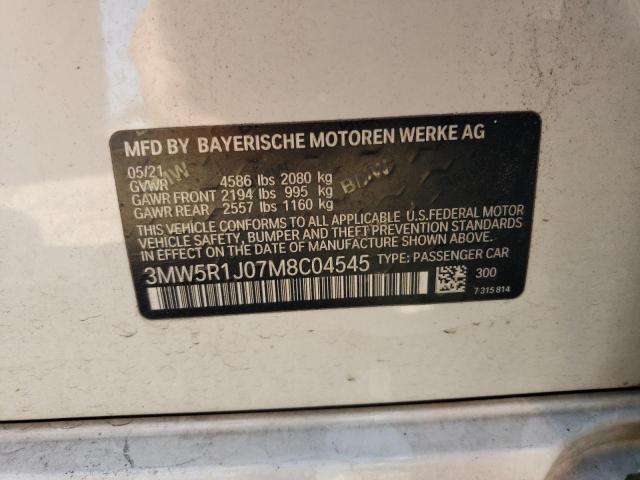 MFD BY BAYERISCHE MOTOREN WERKE AG
05/21
GVWR 4586 lbs 2080 kg
GAWR FRONT 2194 lbs 995 kg
GAWR REAR 2557 lbs 1160 kg
THIS VEHICLE CONFORMS TO ALL APPLICABLE U.S.FEDERAL MOTOR
VEHICLE SAFETY, BUMPER AND THEFT PREVENTION STANDARDS
IN EFFECT ON THE DATE OF MANUFACTURE SHOWN ABOVE.
3MW5R1J07M8C04545 TYPE: PASSENGER CAR
300
7 315 814
BMW
BMW